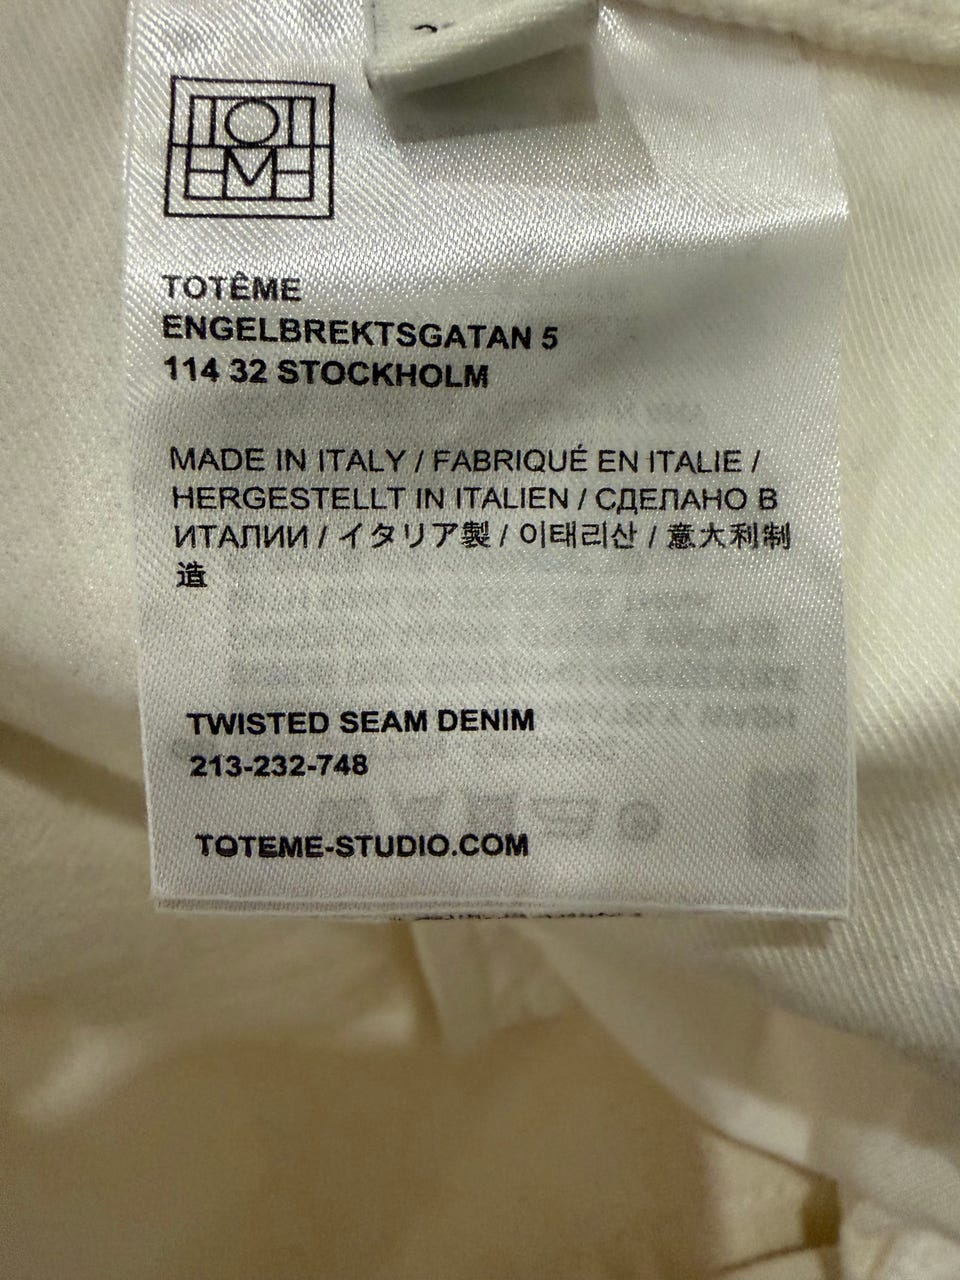 TOTÊME
TOTÊME
ENGELBREKTSGATAN 5
114 32 STOCKHOLM
MADE IN ITALY / FABRIQUÉ EN ITALIE /
HERGESTELLT IN ITALIEN / СДЕЛАНО В
ИТАЛИИ / イタリア製 / 이태리산 / 意大利制
造
TWISTED SEAM DENIM
213-232-748
TOTEME-STUDIO.COM